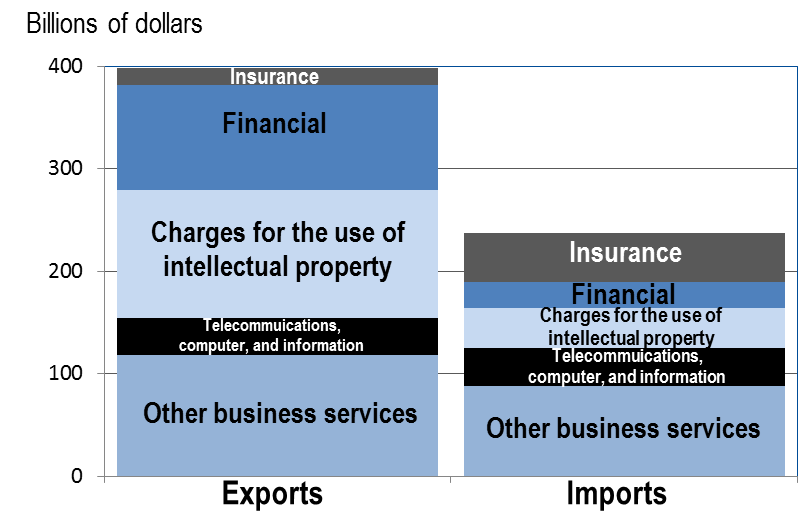 Billions of dollars
400
300
200
100
0
Insurance
Financial
Charges for the use of
intellectual property
Telecommuications,
computer, and information
Other business services
Exports
Insurance
Financial
Charges for the use of
intellectual property
Telecommuications,
computer, and information
Other business services
Imports